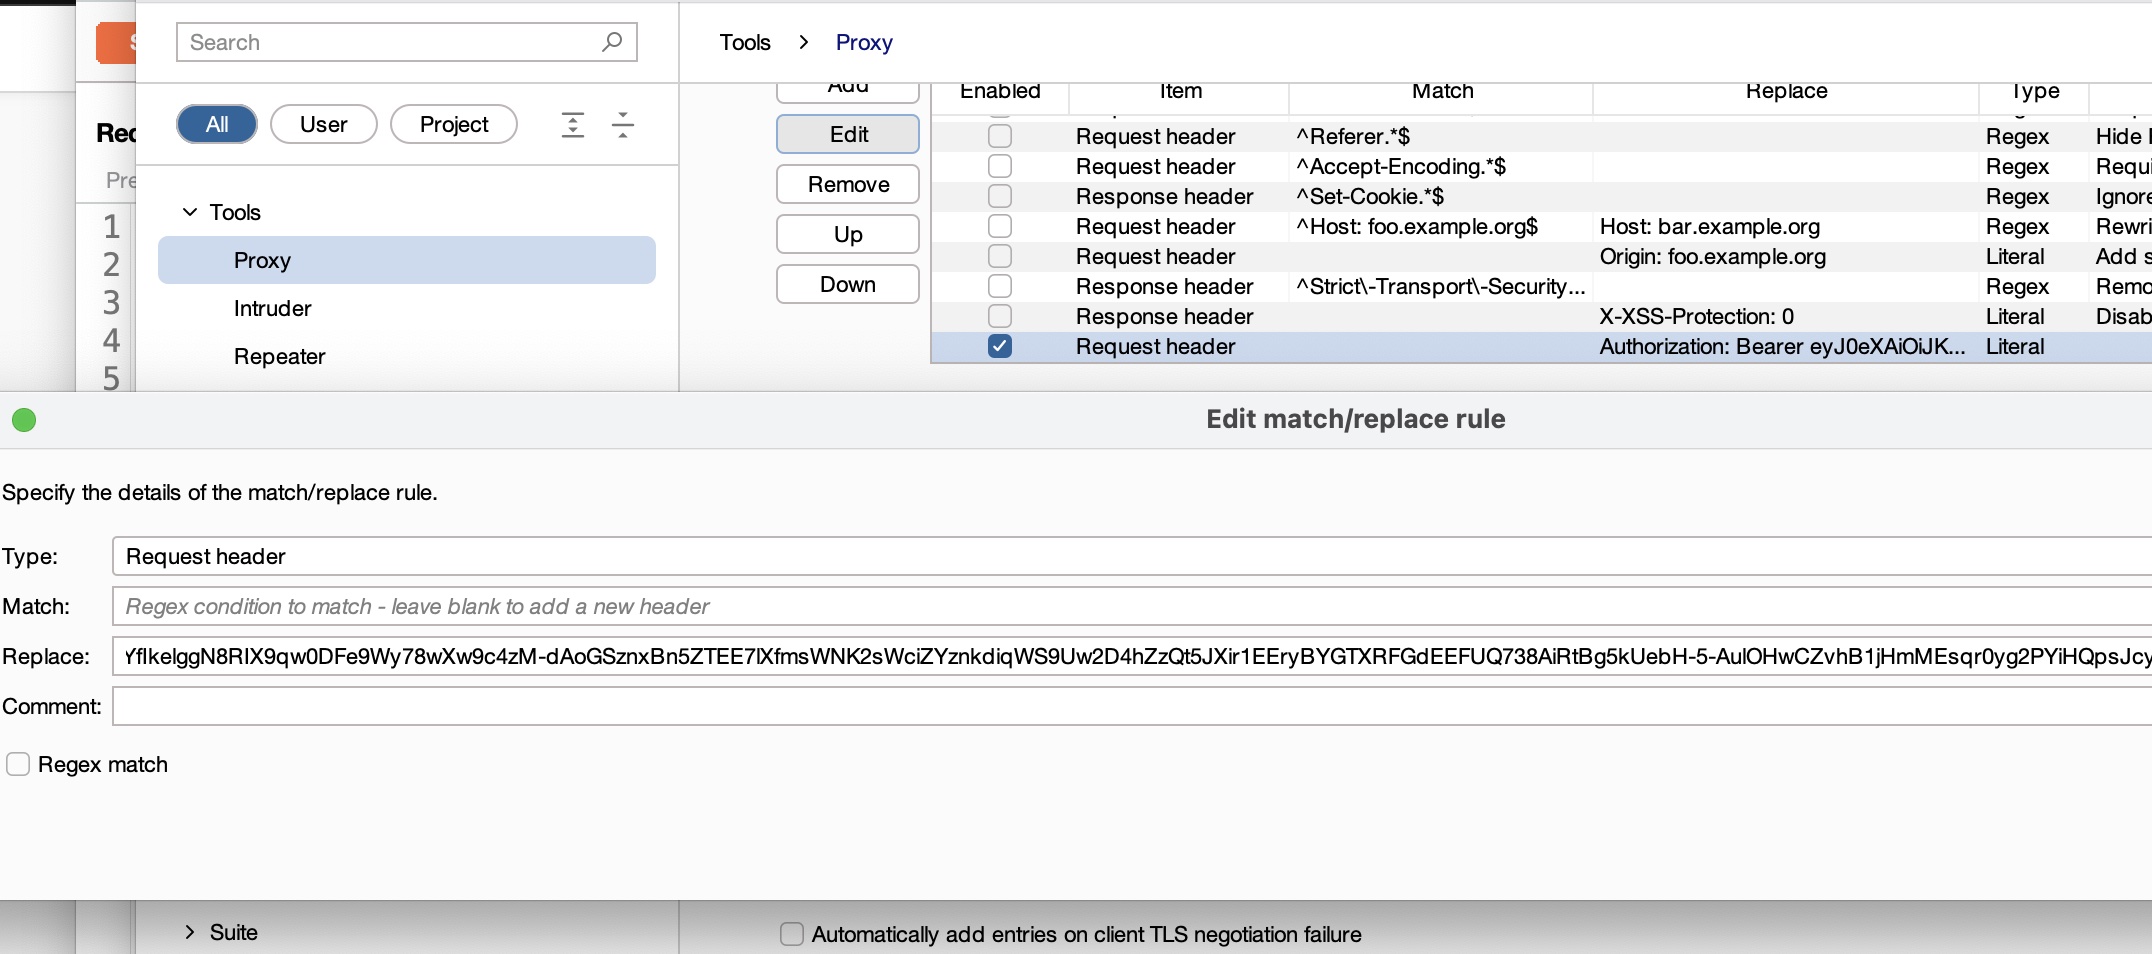 Search
Tools > Proxy
All User Project
Tools
Proxy
Intruder
Repeater
1
2
3
4
5
Add
Edit
Remove
Up
Down
Enabled Item Match Replace Type
Request header ^Referer.*$ Regex Hide
Request header ^Accept-Encoding.*$ Regex Requi
Response header ^Set-Cookie.*$ Regex Ignore
Request header ^Host: foo.example.org$ Host: bar.example.org Regex Rewri
Request header Origin: foo.example.org Literal Add s
Response header ^Strict\-Transport\-Security... Regex Remo
Response header X-XSS-Protection: 0 Literal Disab
Request header Authorization: Bearer eyJ0eXAiOiJK... Literal
Edit match/replace rule
Specify the details of the match/replace rule.
Type: Request header
Match: Regex condition to match - leave blank to add a new header
Replace:
Comment:
Regex match
Suite
Automatically add entries on client TLS negotiation failure